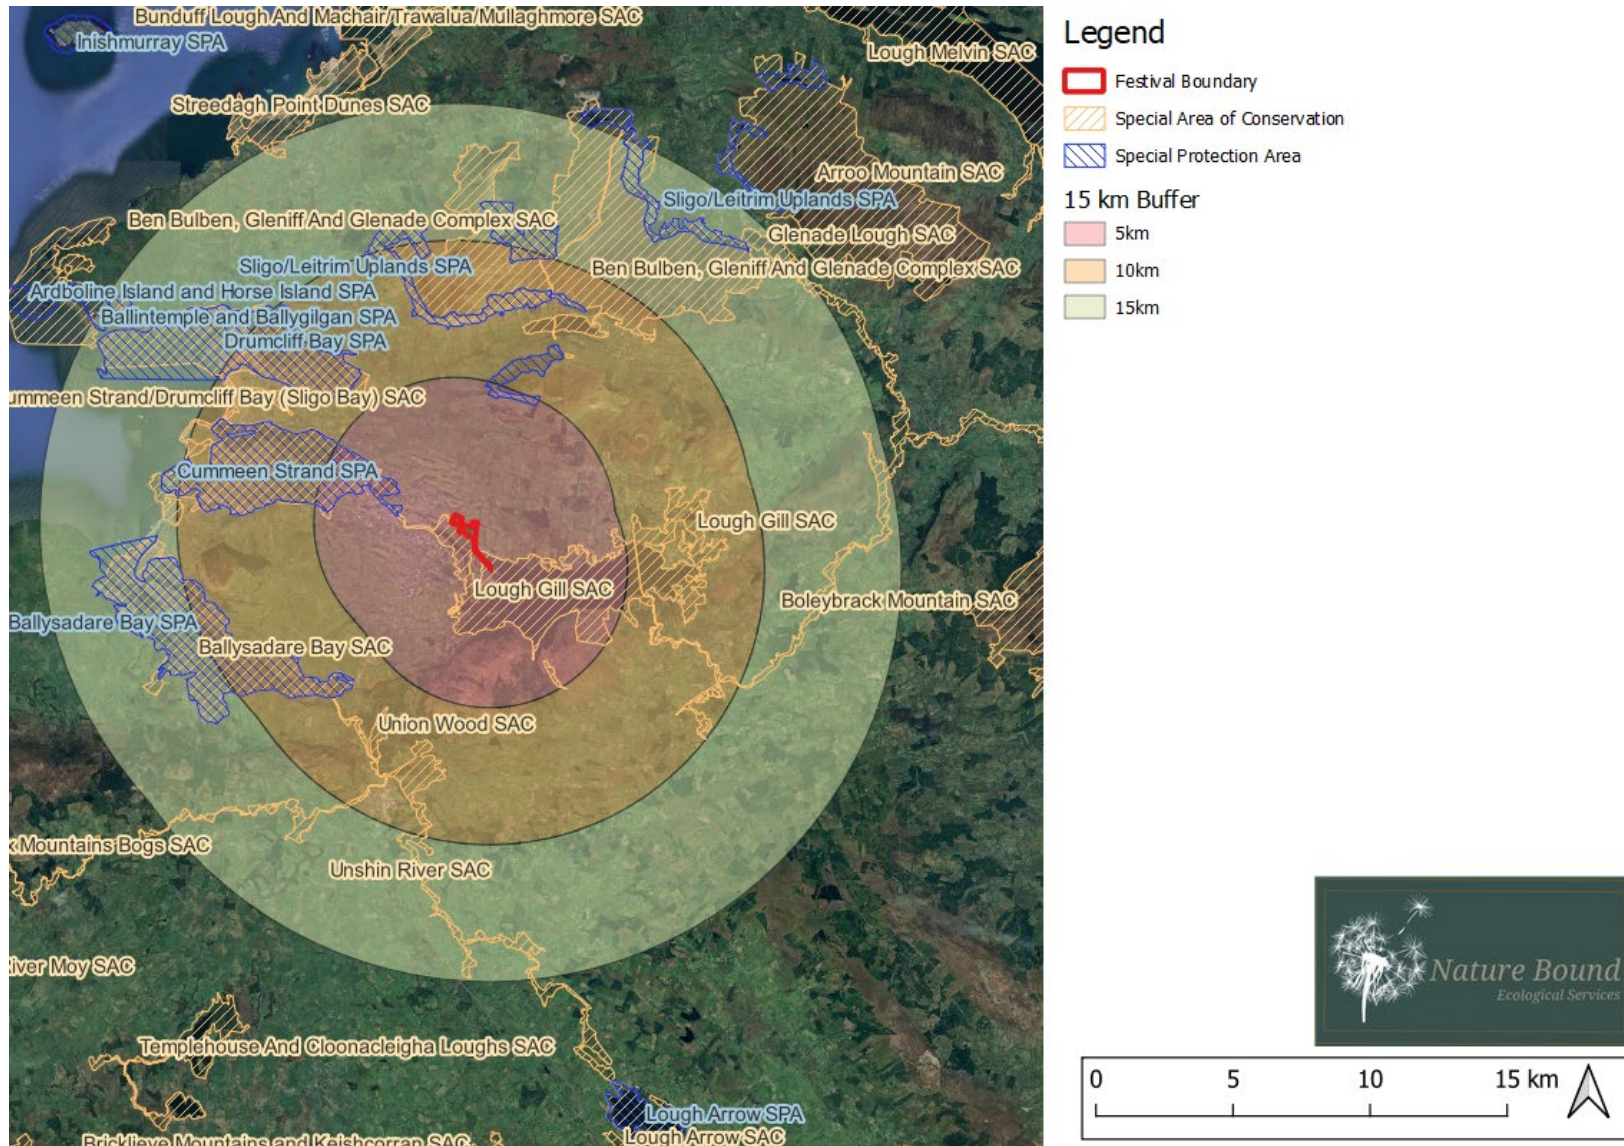 Bunduff Lough And Machair/Trawalua/Mullaghmore SAC
Inishmurray SPA
Lough Melvin SAC
Streedagh Point Dunes SAC
Arroo Mountain SAC
Sligo/Leitrim Uplands SPA
Ben Bulben, Gleniff And Glenade Complex SAC
Glenade Lough SAC
Sligo/Leitrim Uplands SPA
Ben Bulben, Gleniff And Glenade Complex SAC
Ardboline Island and Horse Island SPA
Ballintemple and Ballygilgan SPA
Drumcliff Bay SPA
ummeen Strand/Drumcliff Bay (Sligo Bay) SAC
Cummeen Strand SPA
Lough Gill SAC
Lough Gill SAC
Boleybrack Mountain SAC
Ballysadare Bay SPA
Ballysadare Bay SAC
Union Wood SAC
x Mountains Bogs SAC
Unshin River SAC
iver Moy SAC
Templehouse And Cloonacleigha Loughs SAC
Lough Arrow SPA
Lough Arrow SAC
Bricklieve Mountains and Keishcorran SAC
Legend
Festival Boundary
Special Area of Conservation
Special Protection Area
15 km Buffer
5km
10km
15km
Nature Bound
Ecological Services
0 5 10 15 km